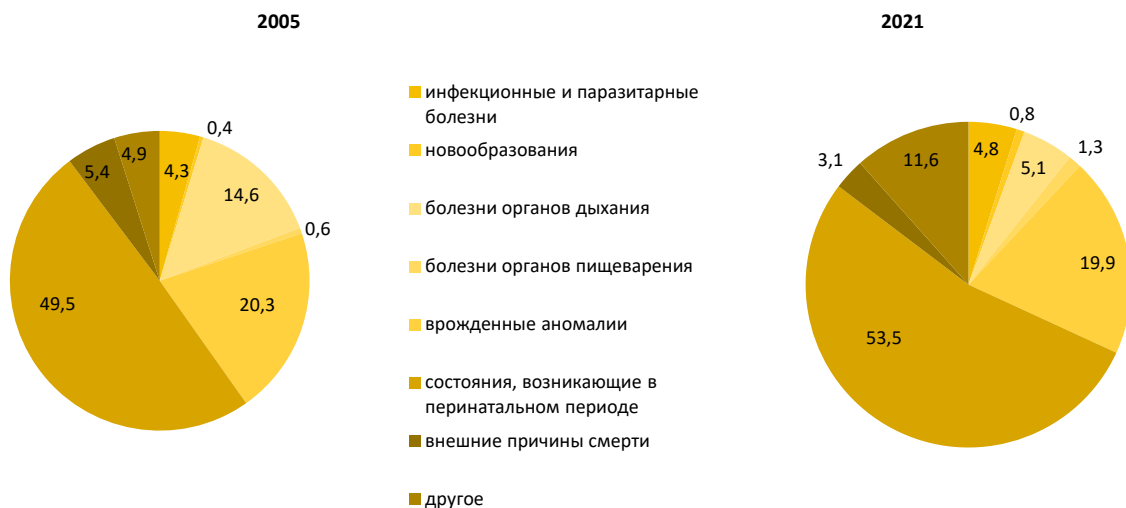 2005
2021
инфекционные и паразитарные
болезни
новообразования
болезни органов дыхания
болезни органов пищеварения
врожденные аномалии
состояния, возникающие в
перинатальном периоде
внешние причины смерти
другое
4,3
0,4
14,6
0,6
20,3
49,5
5,4
4,9
4,8
0,8
5,1
1,3
19,9
53,5
3,1
11,6